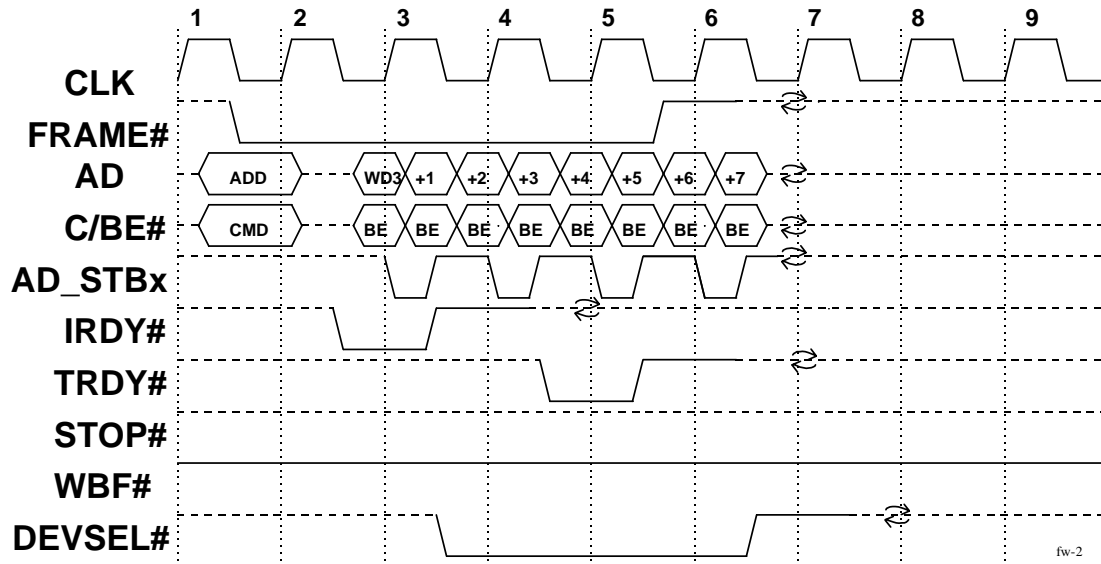 1 2 3 4 5 6 7 8 9
CLK
FRAME#
AD ADD WD3 +1 +2 +3 +4 +5 +6 +7
C/BE# CMD BE BE BE BE BE BE BE BE
AD_STBx
IRDY#
TRDY#
STOP#
WBF#
DEVSEL#
fw-2